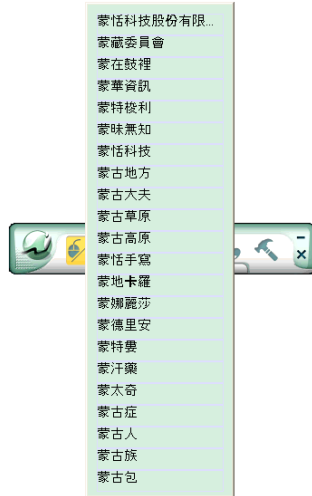 蒙恬科技股份有限...
蒙藏委員會
蒙在鼓裡
蒙華資訊
蒙特梭利
蒙昧無知
蒙恬科技
蒙古地方
蒙古大夫
蒙古草原
蒙古高原
蒙恬手寫
蒙地卡羅
蒙娜麗莎
蒙德里安
蒙特婁
蒙汗藥
蒙太奇
蒙古症
蒙古人
蒙古族
蒙古包